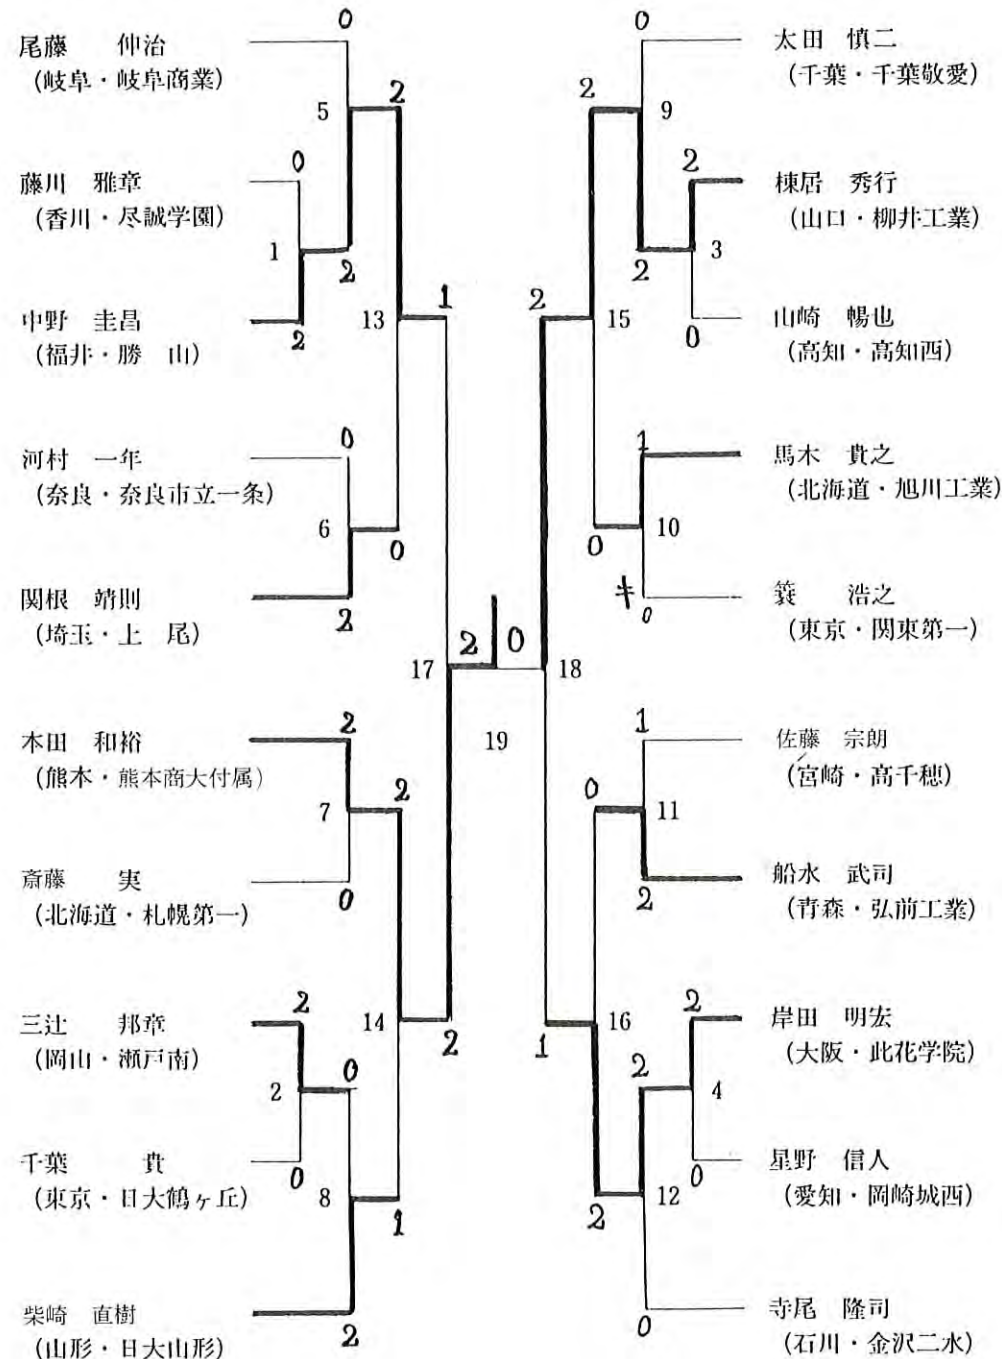 0
尾藤 伸治
(岐阜・岐阜商業)
5
2
0
藤川 雅章
(香川・尽誠学園)
1
2
中野 圭昌
(福井・勝 山)
2
13
1
河村 一年
(奈良・奈良市立一条)
0
6
0
関根 靖則
(埼玉・上 尾)
2
17
2
本田 和裕
(熊本・熊本商大付属)
2
7
2
斎藤 実
(北海道・札幌第一)
0
三辻 邦章
(岡山・瀬戸南)
2
14
2
2
0
千葉 貴
(東京・日大鶴ヶ丘)
0
8
1
柴崎 直樹
(山形・日大山形)
2
0
19
0
太田 慎二
(千葉・千葉敬愛)
2
9
2
棟居 秀行
(山口・柳井工業)
2
3
2
15
山崎 暢也
(高知・高知西)
0
1
馬木 貴之
(北海道・旭川工業)
0
10
キ
0
簑 浩之
(東京・関東第一)
18
1
佐藤 宗朗
(宮崎・高千穂)
0
11
船水 武司
(青森・弘前工業)
2
2
岸田 明宏
(大阪・此花学院)
1
16
2
4
星野 信人
(愛知・岡崎城西)
0
2
12
寺尾 隆司
(石川・金沢二水)
0